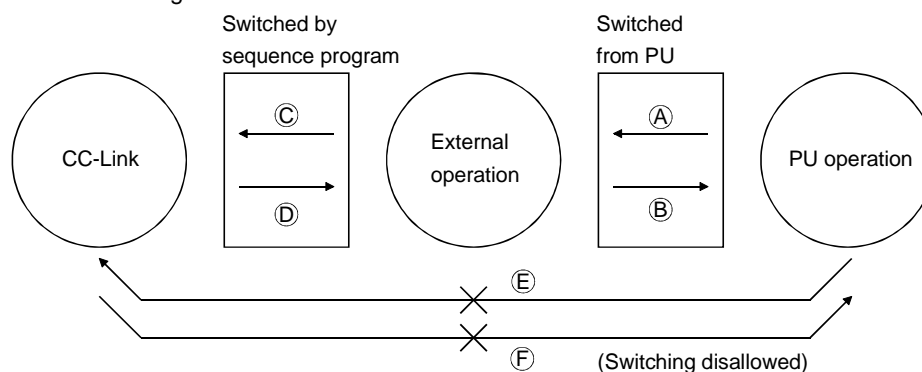 Switched by
sequence program
Switched
from PU
CC-Link
Ⓒ
Ⓓ
External
operation
Ⓐ
Ⓑ
PU operation
Ⓔ
Ⓕ
(Switching disallowed)